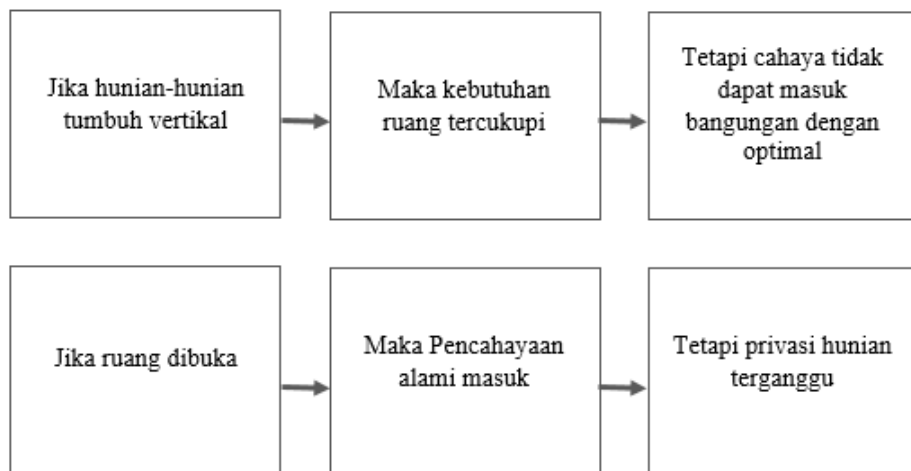 Jika hunian-hunian
tumbuh vertikal
Maka kebutuhan
ruang tercukupi
Tetapi cahaya tidak
dapat masuk
bangungan dengan
optimal
Jika ruang dibuka
Maka Pencahayaan
alami masuk
Tetapi privasi hunian
terganggu